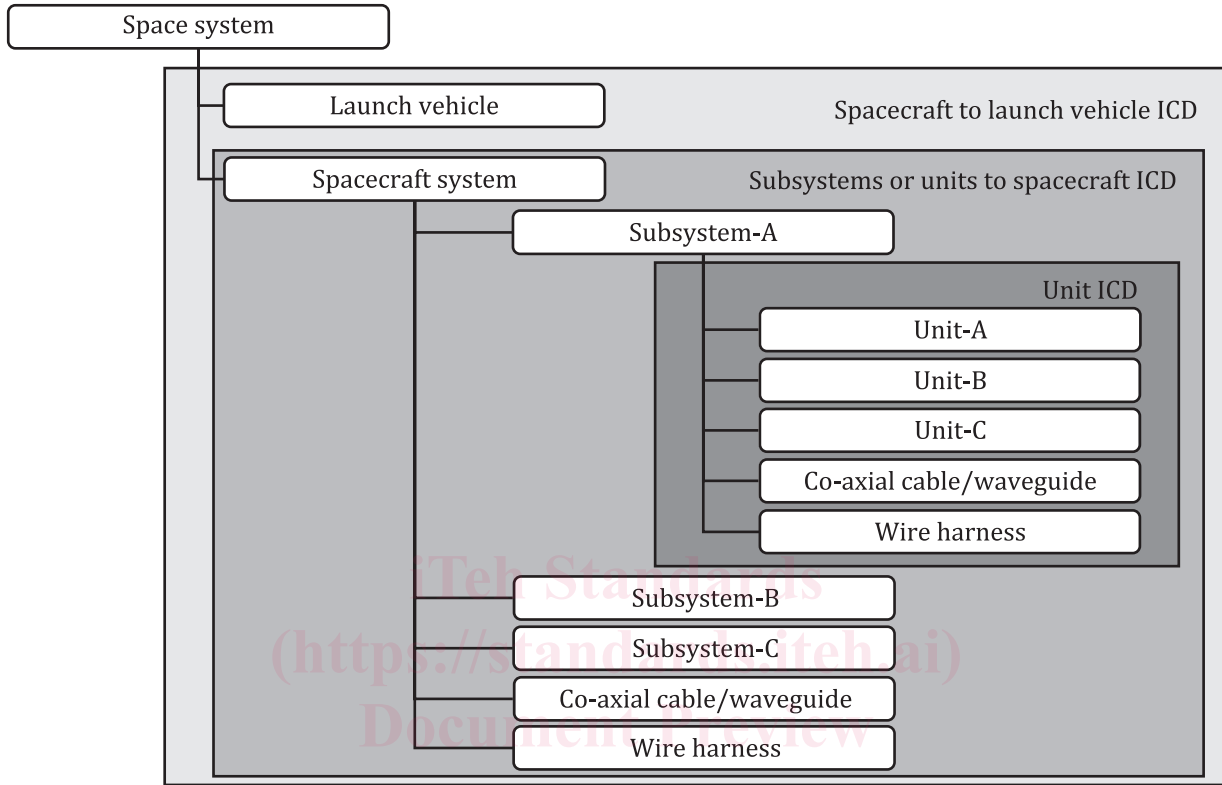 Space system
Launch vehicle
Spacecraft to launch vehicle ICD
Spacecraft system
Subsystems or units to spacecraft ICD
Subsystem-A
Unit ICD
Unit-A
Unit-B
Unit-C
Co-axial cable/waveguide
Wire harness
iTeh Standards
Subsystem-B
(https://standards.iteh.ai)
Subsystem-C
Co-axial cable/waveguide
Document Preview
Wire harness